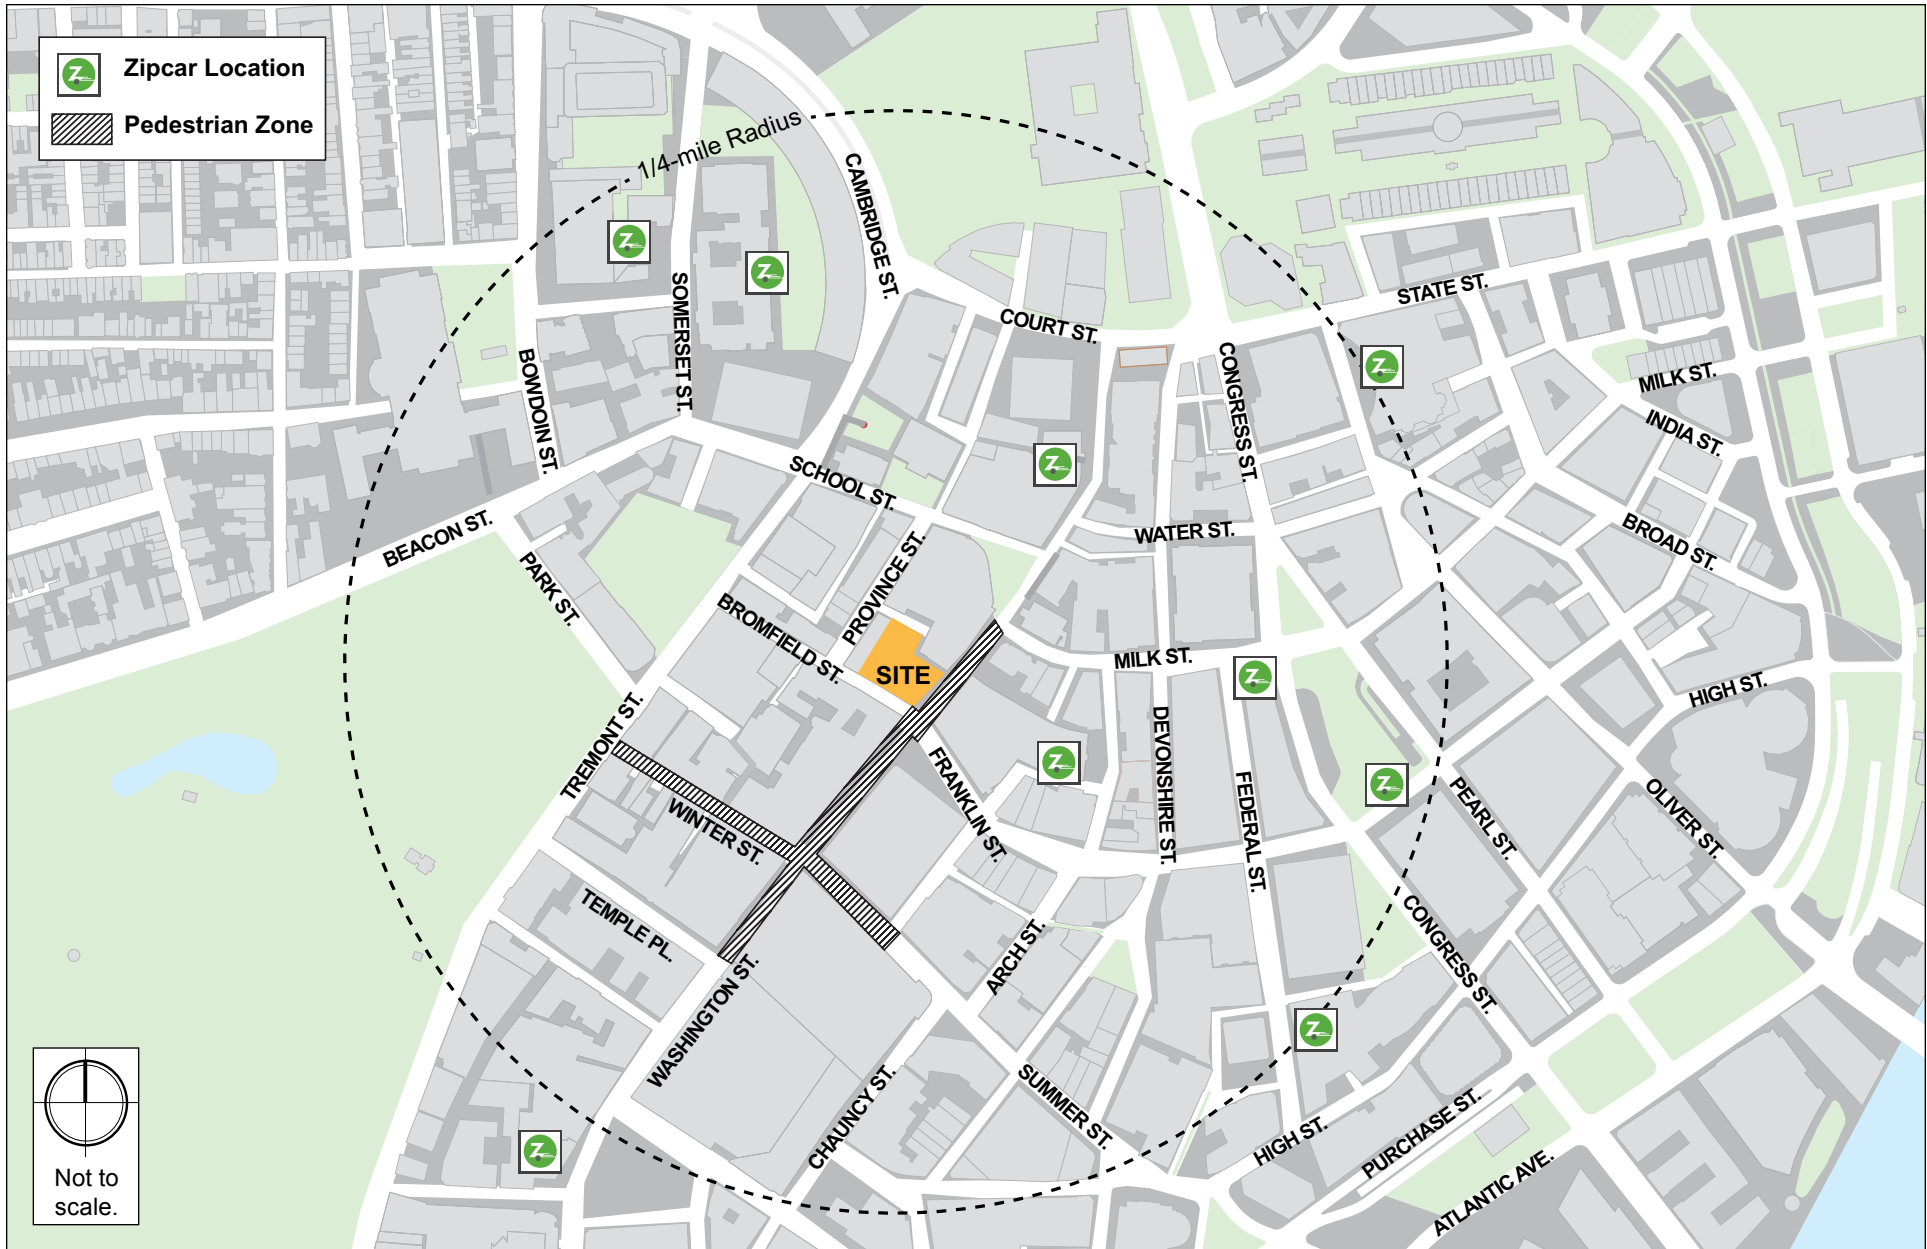 Zipcar Location
Pedestrian Zone
1/4-mile Radius
CAMBRIDGE ST.
SOMERSET ST.
BOWDOIN ST.
COURT ST.
STATE ST.
CONGRESS ST.
MILK ST.
INDIA ST.
BROAD ST.
SCHOOL ST.
BEACON ST.
WATER ST.
PARK ST.
PROVINCE ST.
BROMFIELD ST.
SITE
MILK ST.
HIGH ST.
TREMONT ST.
WINTER ST.
FRANKLIN ST.
DEVONSHIRE ST.
FEDERAL ST.
PEARL ST.
OLIVER ST.
TEMPLE PL.
ARCH ST.
CONGRESS ST.
WASHINGTON ST.
CHAUNCY ST.
SUMMER ST.
HIGH ST.
PURCHASE ST.
ATLANTIC AVE.
Not to
scale.
Z
Z
Z
Z
Z
Z
Z
Z
Z
Z